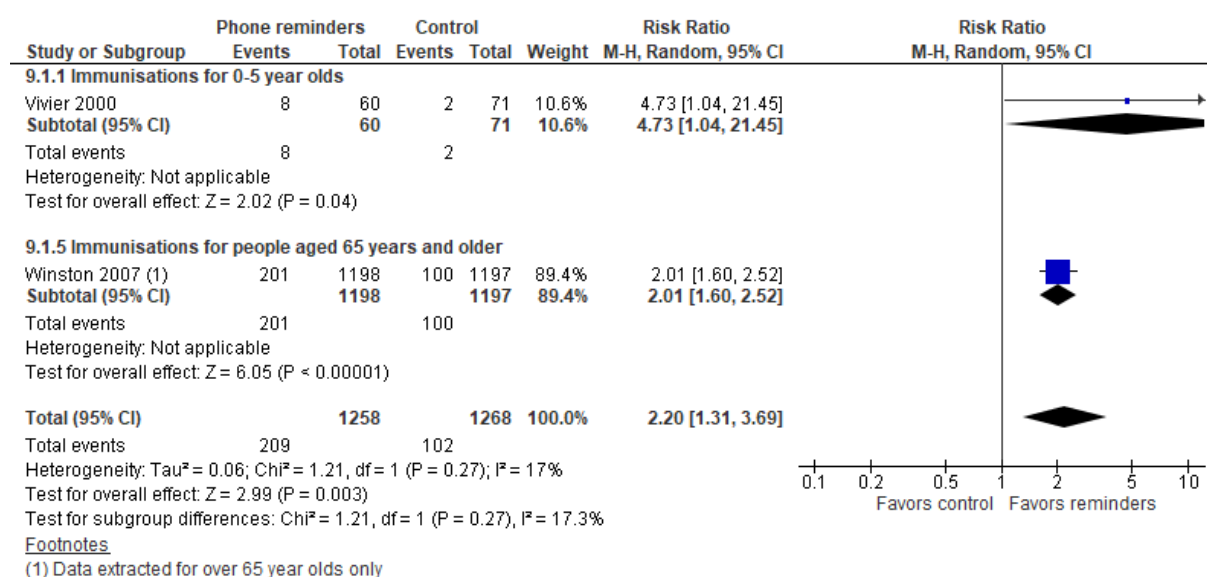 Phone reminders Control Risk Ratio Risk Ratio
Study or Subgroup Events Total Events Total Weight M-H, Random, 95% CI M-H, Random, 95% CI
9.1.1 Immunisations for 0-5 year olds
Vivier 2000 8 60 2 71 10.6% 4.73 [1.04, 21.45]
Subtotal (95% CI) 60 71 10.6% 4.73 [1.04, 21.45]
Total events 8 2
Heterogeneity: Not applicable
Test for overall effect: Z = 2.02 (P = 0.04)
9.1.5 Immunisations for people aged 65 years and older
Winston 2007 (1) 201 1198 100 1197 89.4% 2.01 [1.60, 2.52]
Subtotal (95% CI) 1198 1197 89.4% 2.01 [1.60, 2.52]
Total events 201 100
Heterogeneity: Not applicable
Test for overall effect: Z = 6.05 (P < 0.00001)
Total (95% CI) 1258 1268 100.0% 2.20 [1.31, 3.69]
Total events 209 102
Heterogeneity: Tau² = 0.06; Chi² = 1.21, df = 1 (P = 0.27); I² = 17%
Test for overall effect: Z = 2.99 (P = 0.003)
Test for subgroup differences: Chi² = 1.21, df = 1 (P = 0.27), I² = 17.3%
0.1 0.2 0.5 1 2 5 10
Favors control Favors reminders
Footnotes
(1) Data extracted for over 65 year olds only